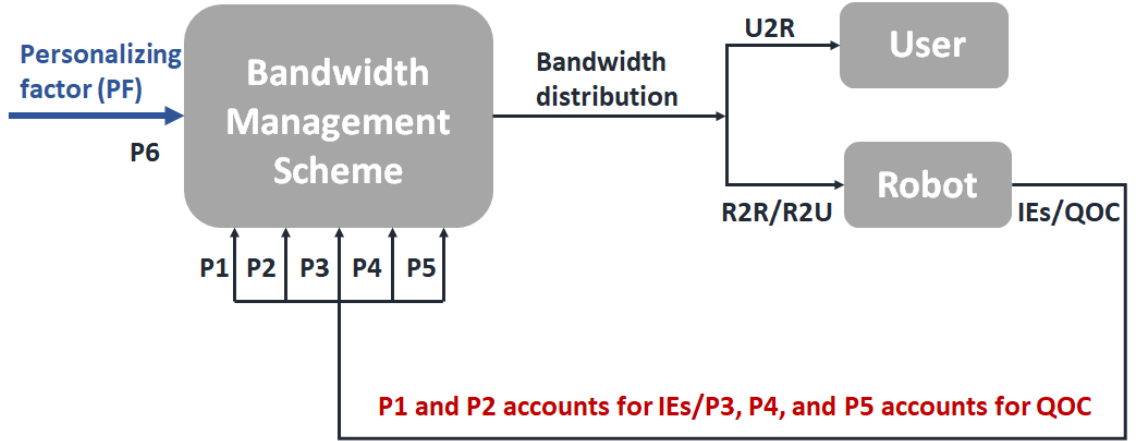 Personalizing
factor (PF)
P6
Bandwidth
Management
Scheme
Bandwidth
distribution
U2R
User
R2R/R2U
Robot
IEs/QOC
P1 P2 P3 P4 P5
P1 and P2 accounts for IEs/P3, P4, and P5 accounts for QOC